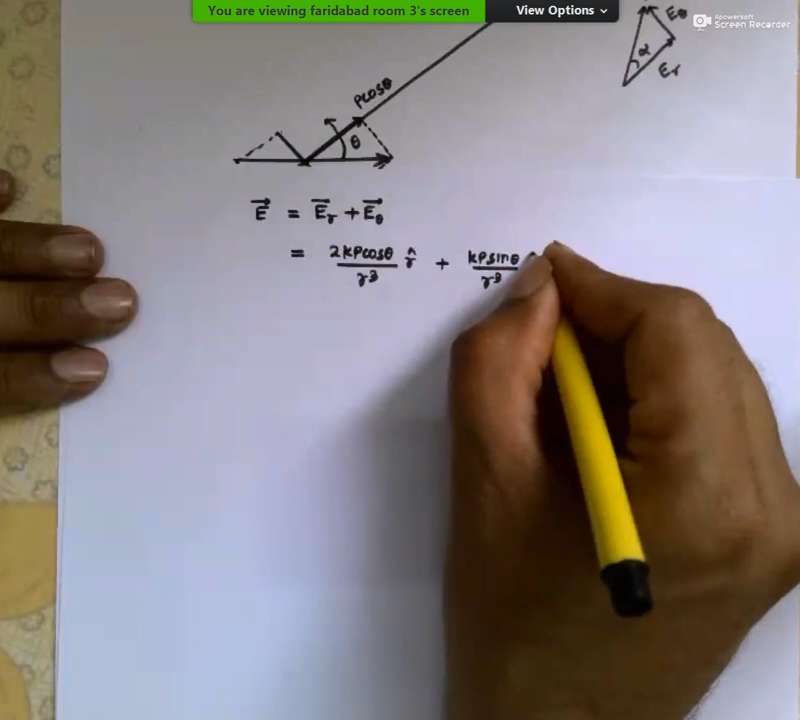 You are viewing faridabad room 3's screen View Options
Apowersoft
Screen Recorder
Eθ
α
Er
Pcosθ
θ
E⃗ = E⃗r + E⃗θ
= 2KPcosθ/r³ r̂ + KPsinθ/r³